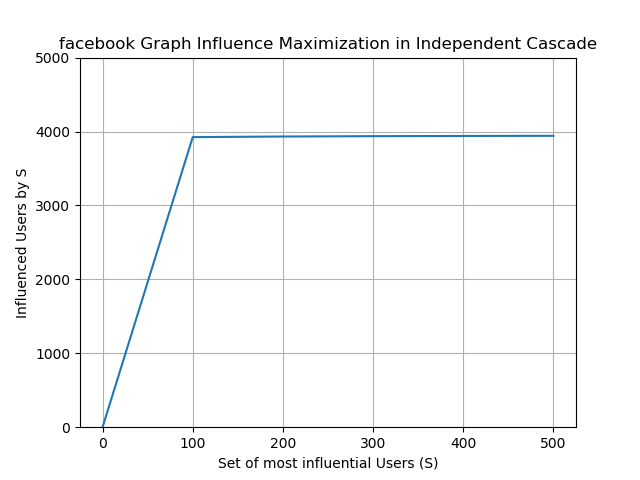 facebook Graph Influence Maximization in Independent Cascade
5000
4000
3000
2000
1000
0
Influenced Users by S
0 100 200 300 400 500
Set of most influential Users (S)